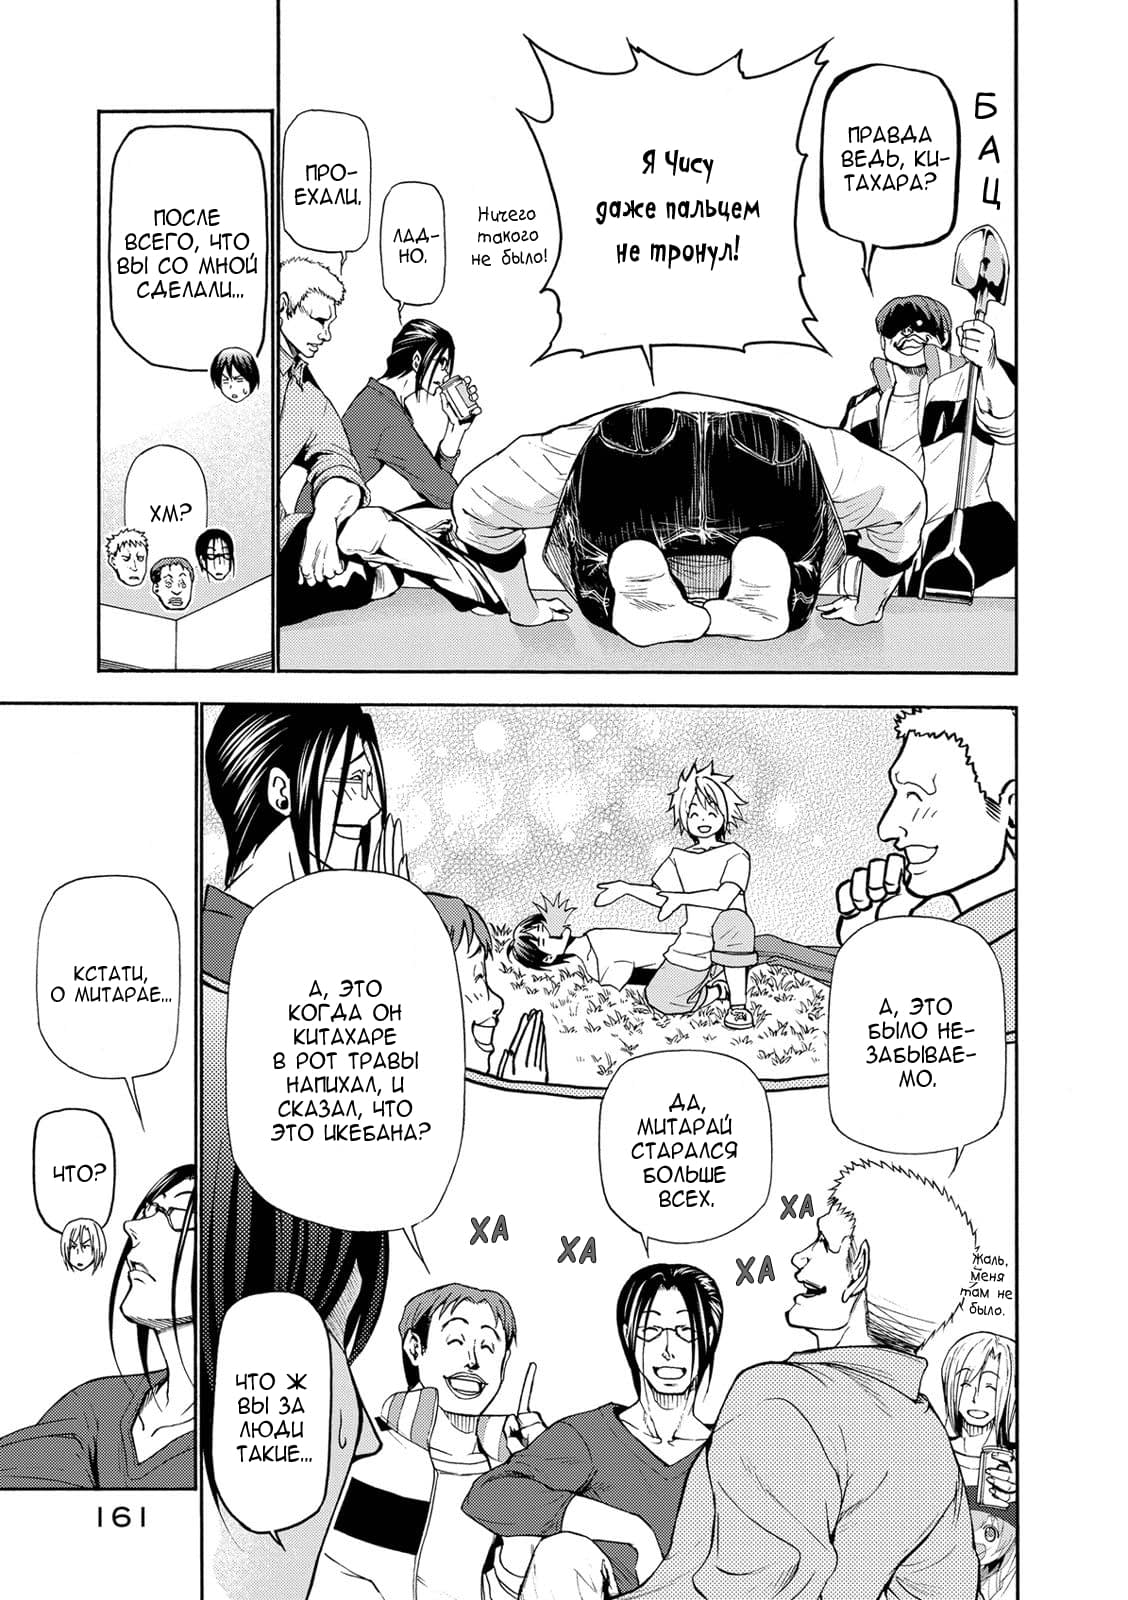 БАЦ
ПРАВДА
ВЕДЬ, КИ-
ТАХАРА?
Я Чису
даже пальцем
не тронул!
Ничего
такого
не было!
ЛАД-
НО.
ПРО-
ЕХАЛИ.
ПОСЛЕ
ВСЕГО, ЧТО
ВЫ СО МНОЙ
СДЕЛАЛИ...
ХМ?
А, ЭТО
БЫЛО НЕ-
ЗАБЫВАЕ-
МО.
ДА,
МИТАРАЙ
СТАРАЛСЯ
БОЛЬШЕ
ВСЕХ.
А, ЭТО
КОГДА ОН
КИТАХАРЕ
В РОТ ТРАВЫ
НАПИХАЛ, И
СКАЗАЛ, ЧТО
ЭТО ИКЕБАНА?
ХА
ХА
ХА
ХА
Жаль,
меня
там не
было.
ЧТО Ж
ВЫ ЗА
ЛЮДИ
ТАКИЕ...
КСТАТИ,
О МИТАРАЕ...
ЧТО?
161